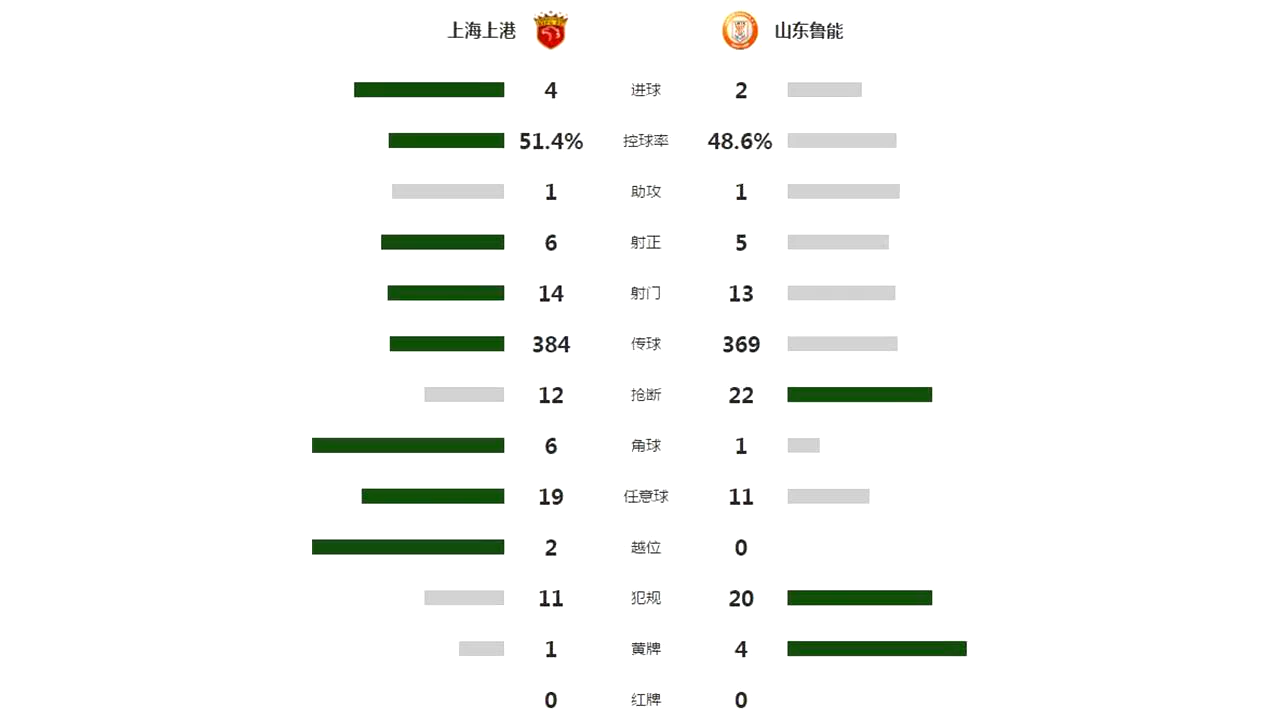 上海上港 山东鲁能
4 进球 2
51.4% 控球率 48.6%
1 助攻 1
6 射正 5
14 射门 13
384 传球 369
12 抢断 22
6 角球 1
19 任意球 11
2 越位 0
11 犯规 20
1 黄牌 4
0 红牌 0